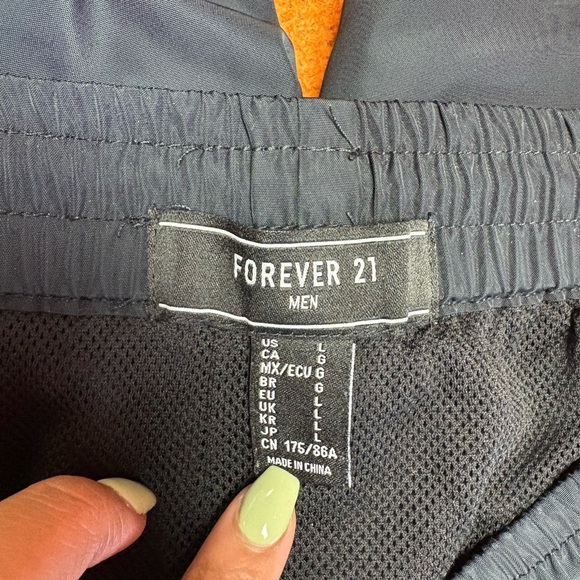 FOREVER 21
MEN
US L
CA G
MX/ECU G
BR G
EU L
UK L
KR L
JP L
CN 175/86A
MADE IN CHINA